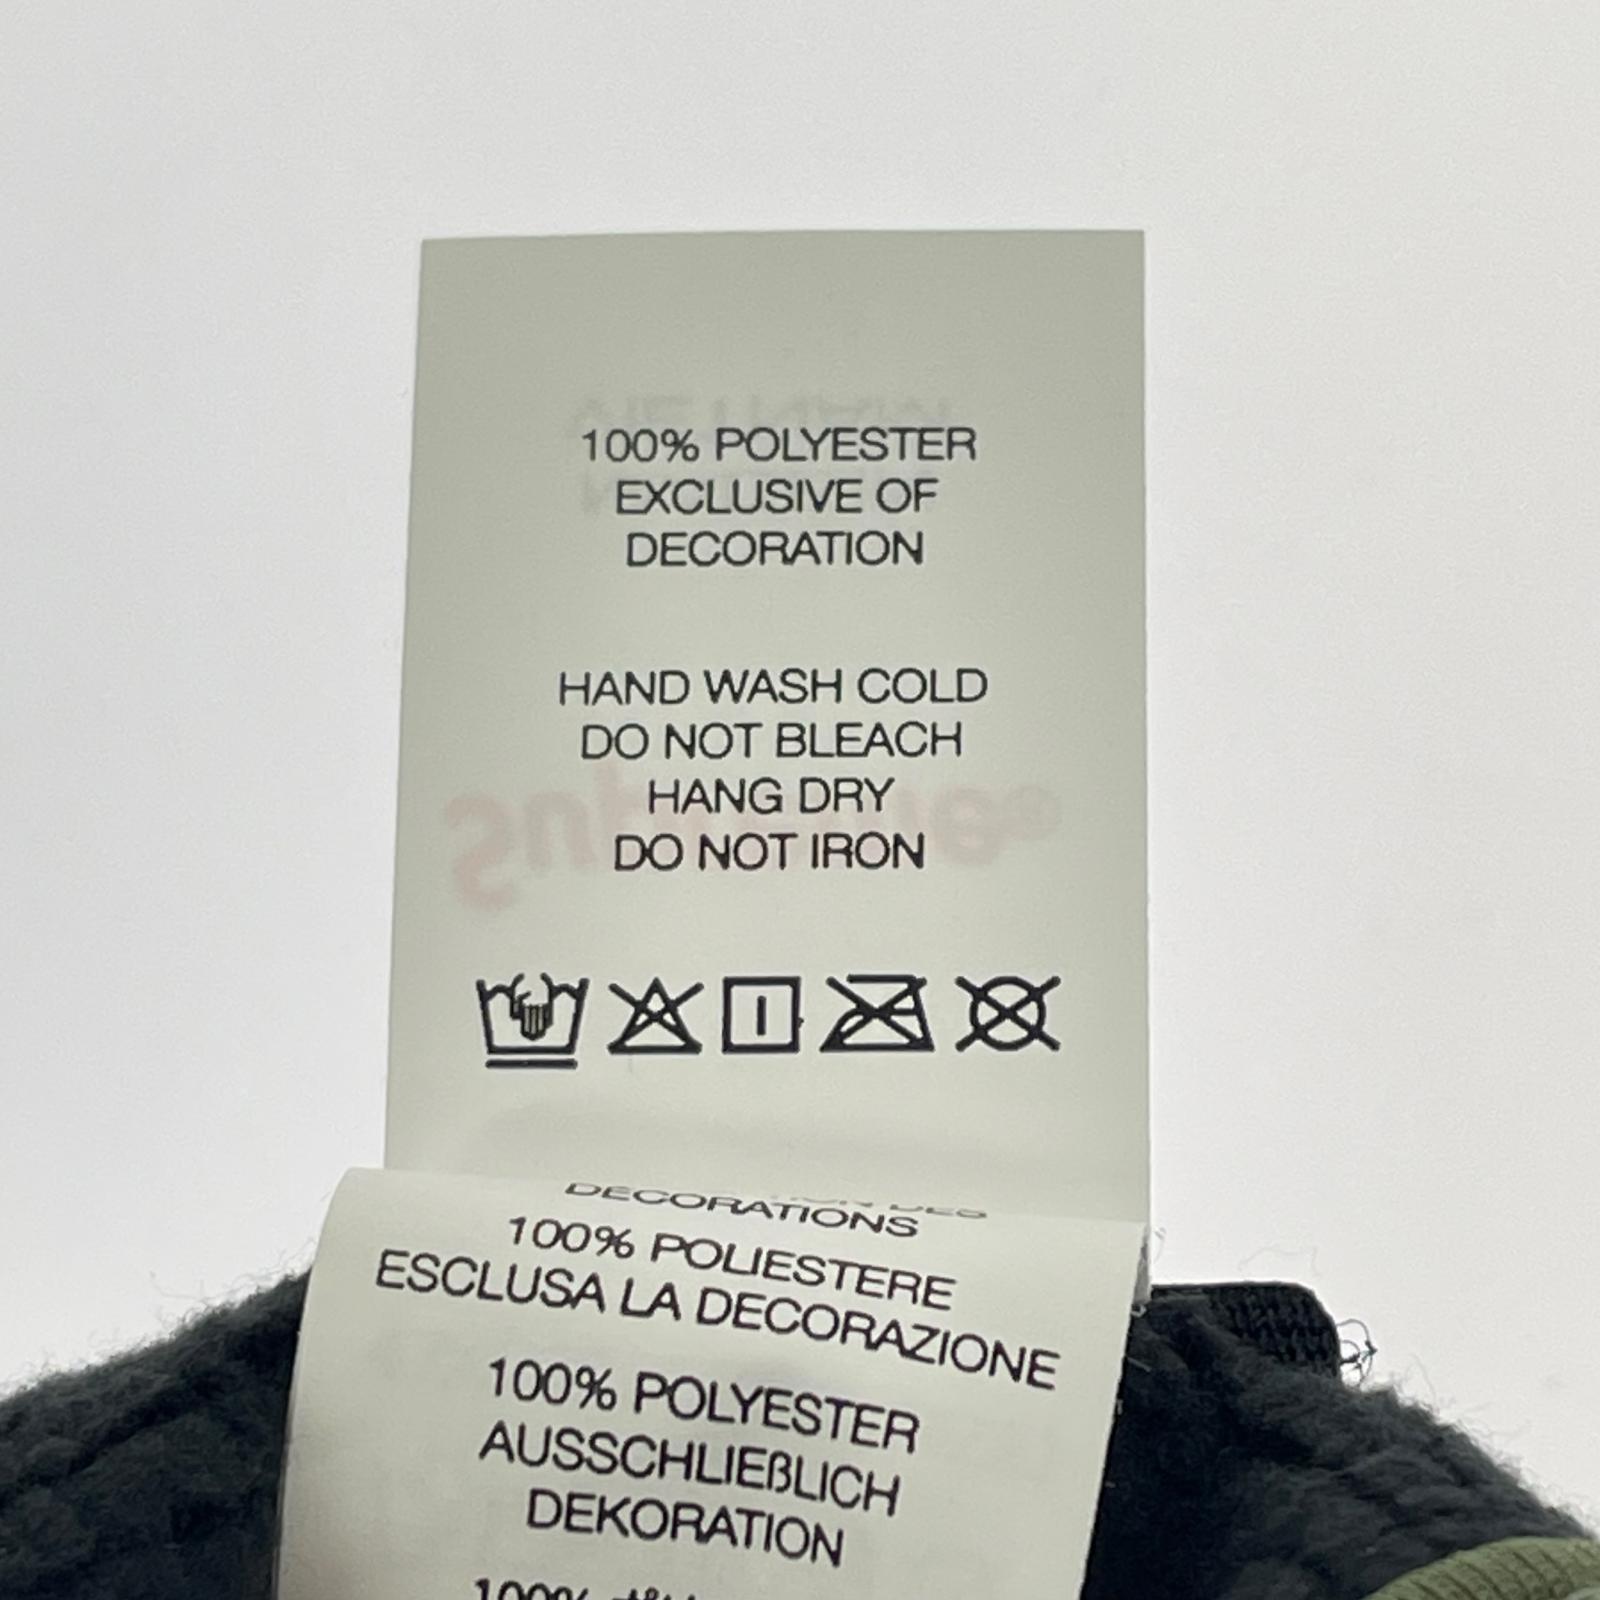 100% POLYESTER
EXCLUSIVE OF
DECORATION
HAND WASH COLD
DO NOT BLEACH
HANG DRY
DO NOT IRON
DECORATIONS
100% POLIESTERE
ESCLUSA LA DECORAZIONE
100% POLYESTER
AUSSCHLIEßLICH
DEKORATION
100%